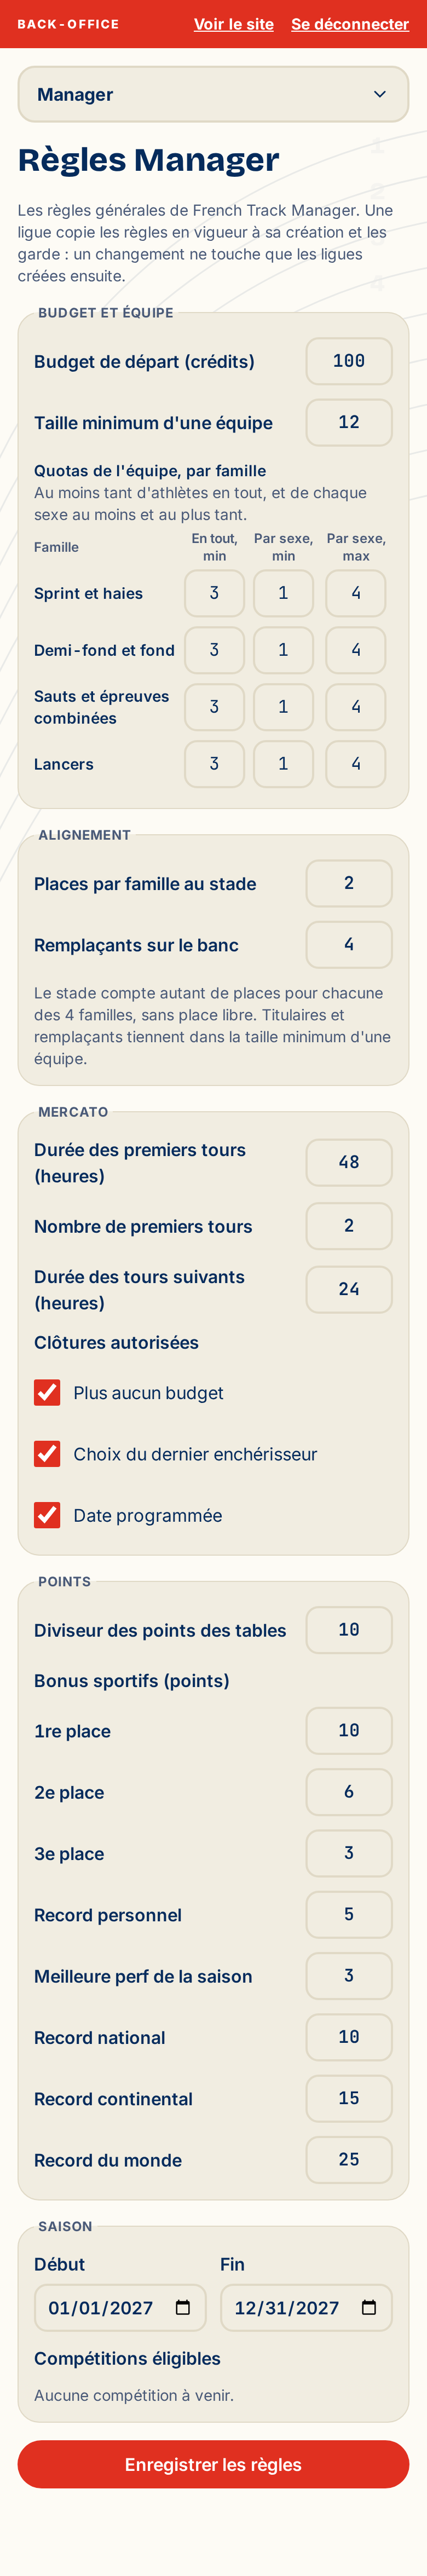 BACK-OFFICE Voir le site Se déconnecter
Manager
Règles Manager
1
2
3
4
Les règles générales de French Track Manager. Une
ligue copie les règles en vigueur à sa création et les
garde : un changement ne touche que les ligues
créées ensuite.
BUDGET ET ÉQUIPE
Budget de départ (crédits) 100
Taille minimum d'une équipe 12
Quotas de l'équipe, par famille
Au moins tant d'athlètes en tout, et de chaque
sexe au moins et au plus tant.
Famille En tout, min Par sexe, min Par sexe, max
Sprint et haies 3 1 4
Demi-fond et fond 3 1 4
Sauts et épreuves combinées 3 1 4
Lancers 3 1 4
ALIGNEMENT
Places par famille au stade 2
Remplaçants sur le banc 4
Le stade compte autant de places pour chacune
des 4 familles, sans place libre. Titulaires et
remplaçants tiennent dans la taille minimum d'une
équipe.
MERCATO
Durée des premiers tours
(heures) 48
Nombre de premiers tours 2
Durée des tours suivants
(heures) 24
Clôtures autorisées
Plus aucun budget
Choix du dernier enchérisseur
Date programmée
POINTS
Diviseur des points des tables 10
Bonus sportifs (points)
1re place 10
2e place 6
3e place 3
Record personnel 5
Meilleure perf de la saison 3
Record national 10
Record continental 15
Record du monde 25
SAISON
Début Fin
01/01/2027 12/31/2027
Compétitions éligibles
Aucune compétition à venir.
Enregistrer les règles